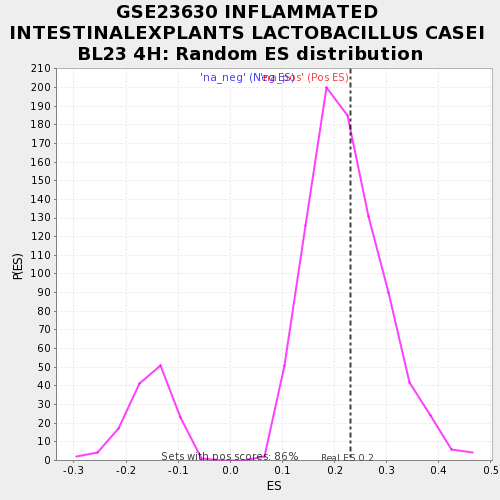 GSE23630 INFLAMMATED
INTESTINALEXPLANTS LACTOBACILLUS CASEI
BL23 4H: Random ES distribution
'na_neg' (Neg ES) 'na_pos' (Pos ES)
210
200
190
180
170
160
150
140
130
120
110
100
90
80
70
60
50
40
30
20
10
0
P(ES)
Sets with pos scores: 86%
Real ES 0.2
-0.3 -0.2 -0.1 0.0 0.1 0.2 0.3 0.4 0.5
ES